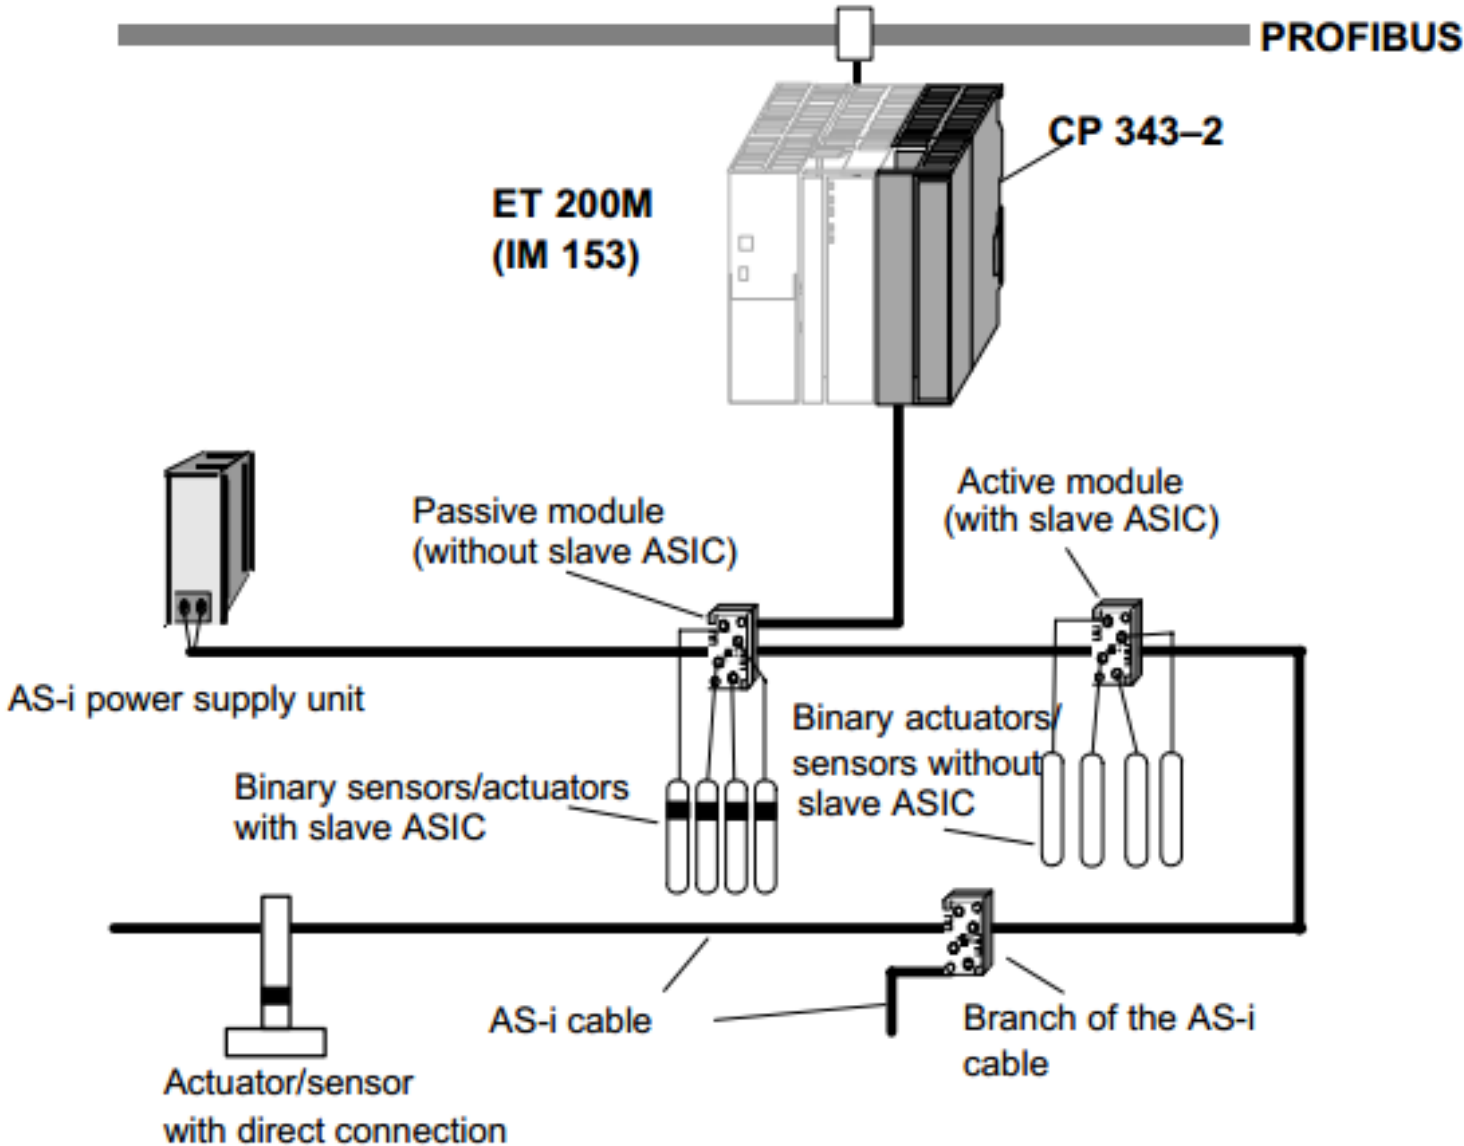 PROFIBUS
CP 343–2
ET 200M
(IM 153)
Active module
(with slave ASIC)
Passive module
(without slave ASIC)
AS-i power supply unit
Binary actuators/
sensors without
slave ASIC
Binary sensors/actuators
with slave ASIC
AS-i cable
Branch of the AS-i
cable
Actuator/sensor
with direct connection